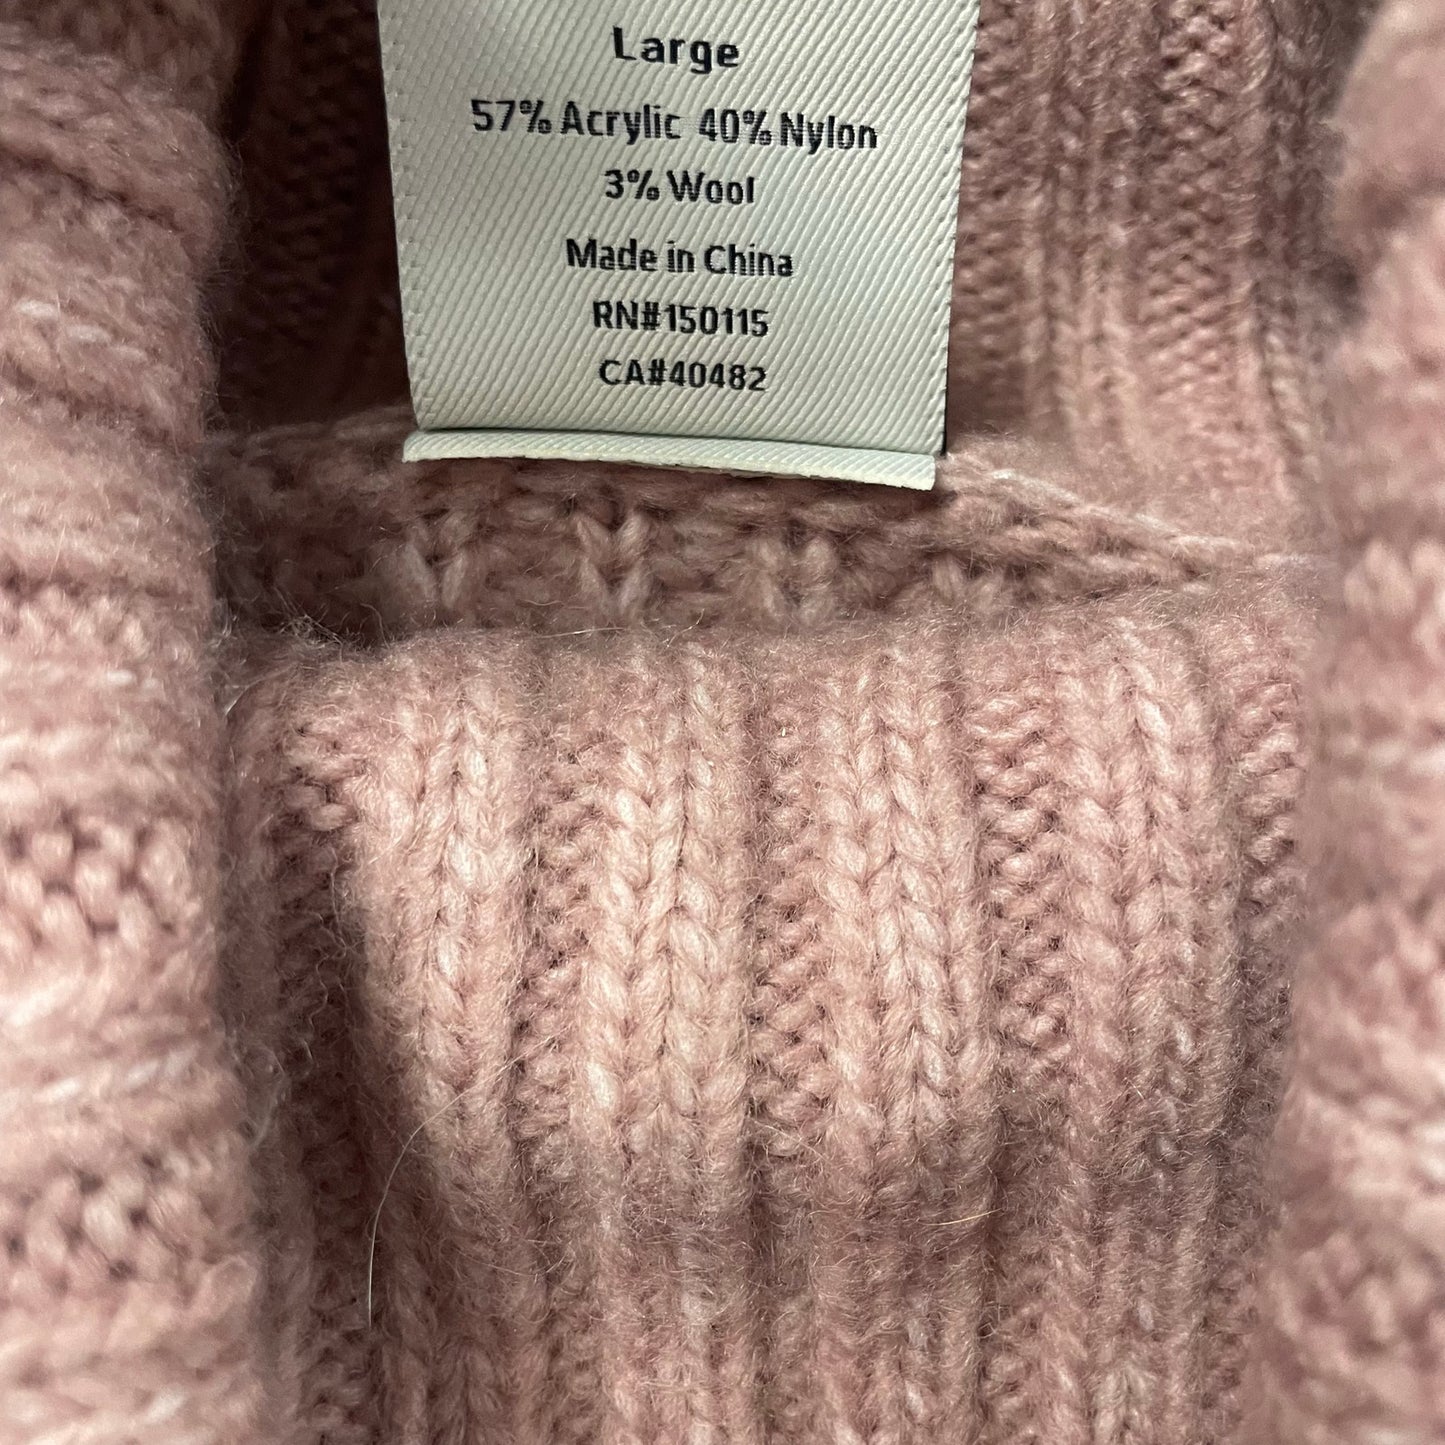 Large
57% Acrylic 40% Nylon
3% Wool
Made in China
RN#150115
CA#40482